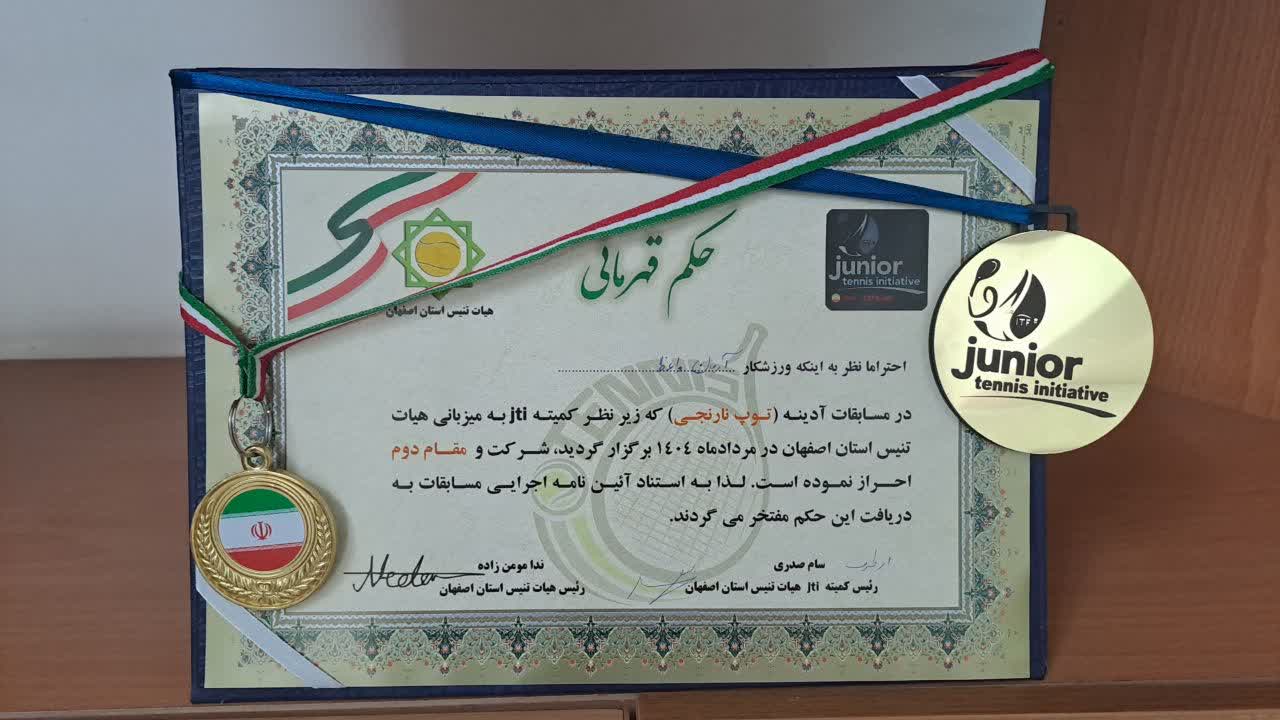 حکم قهرمانی
هیات تنیس استان اصفهان
junior
tennis initiative
ITF
junior
tennis initiative
TENNIS
احتراما نظر به اینکه ورزشکار
در مسابقات آدینه (توپ نارنجی) که زیر نظر کمیته jti به میزبانی هیات
تنیس استان اصفهان در مردادماه ۱۴۰۴ برگزار گردید، شرکت و مقام دوم
احراز نموده است. لذا به استناد آئین نامه اجرایی مسابقات به
دریافت این حکم مفتخر می گردند.
سام صدری
رئیس کمیته jti هیات تنیس استان اصفهان
ندا مومن زاده
رئیس هیات تنیس استان اصفهان